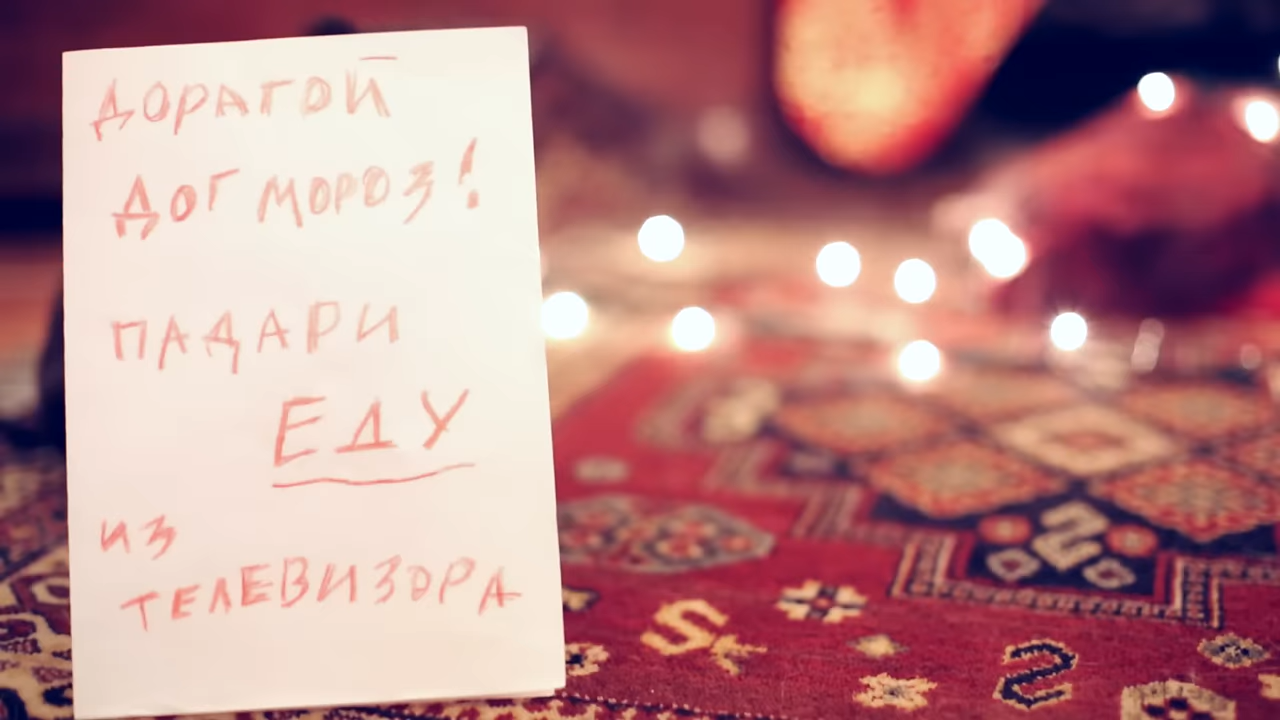 ДОРАГОЙ
ДОГ МОРОЗ!
ПАДАРИ
ЕДУ
ИЗ
ТЕЛЕВИЗОРА